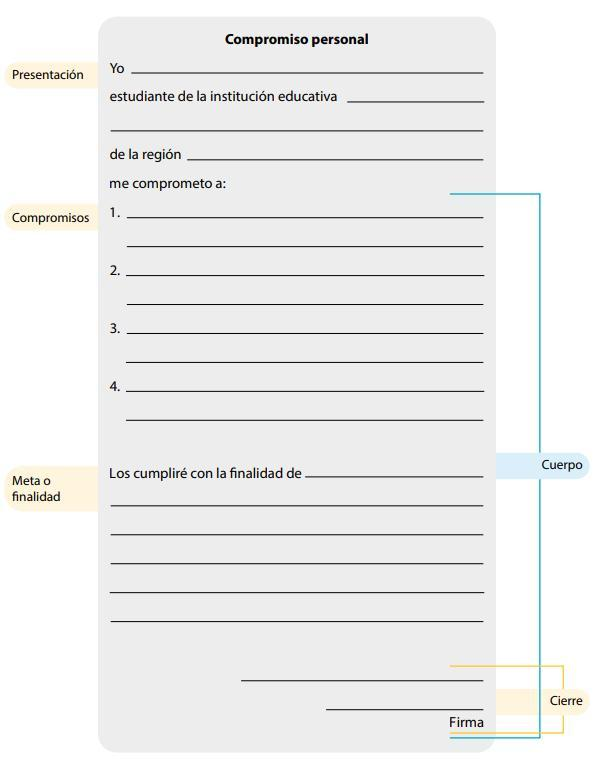 Compromiso personal
Presentación
Yo
estudiante de la institución educativa
de la región
me comprometo a:
Compromisos
1.
2.
3.
4.
Cuerpo
Meta o
finalidad
Los cumpliré con la finalidad de
Cierre
Firma